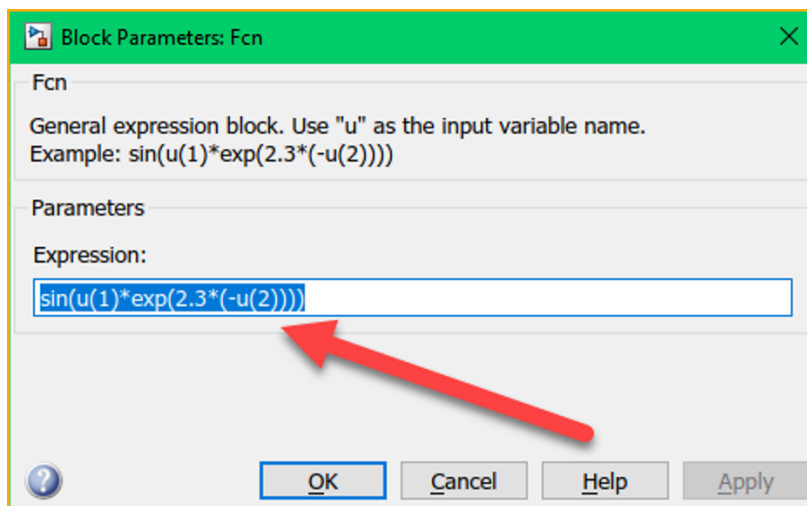 Block Parameters: Fcn
Fcn
General expression block. Use "u" as the input variable name.
Example: sin(u(1)*exp(2.3*(-u(2))))
Parameters
Expression:
sin(u(1)*exp(2.3*(-u(2))))
OK Cancel Help Apply